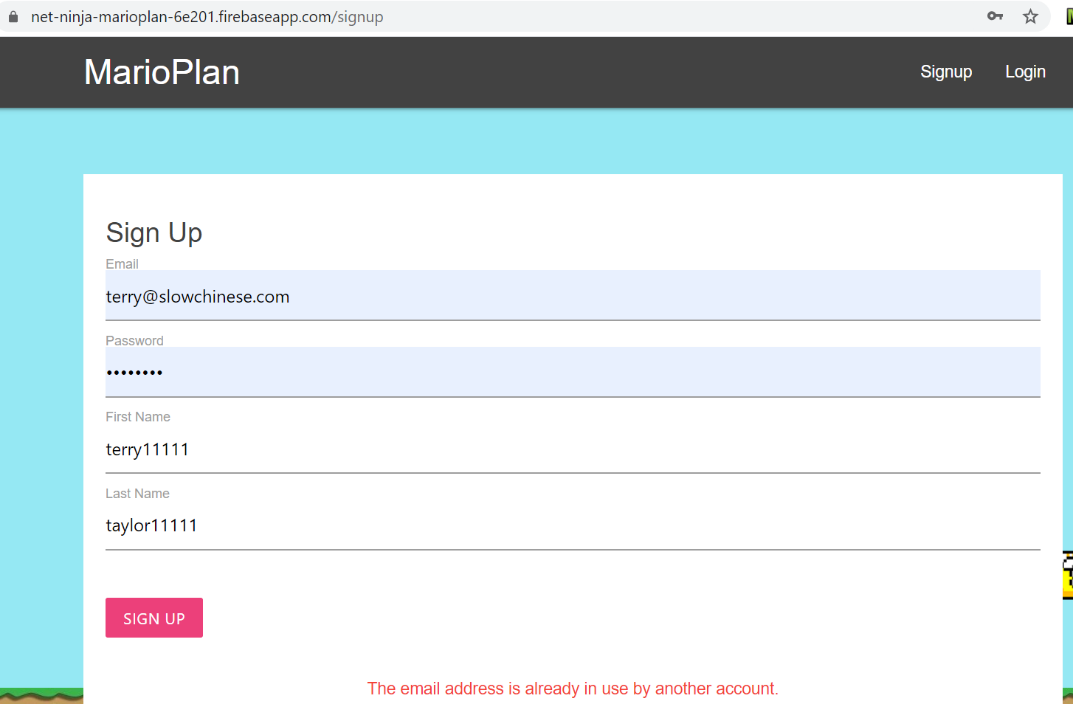 net-ninja-marioplan-6e201.firebaseapp.com/signup
MarioPlan
Signup
Login
Sign Up
Email
terry@slowchinese.com
Password
••••••••
First Name
terry11111
Last Name
taylor11111
SIGN UP
The email address is already in use by another account.